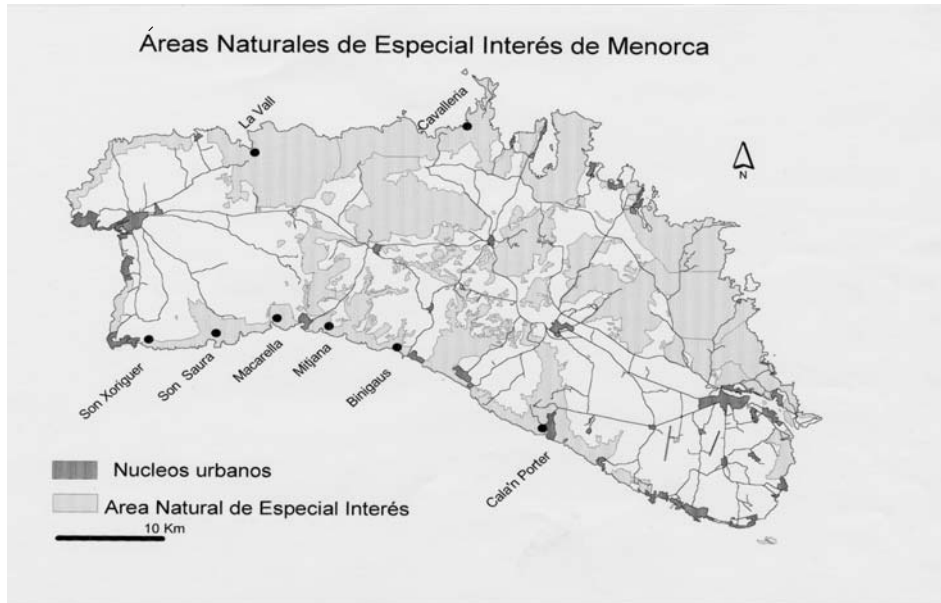 Áreas Naturales de Especial Interés de Menorca
La Vall
Cavalleria
N
Son Xoriguer
Son Saura
Macarella
Mitjana
Binigaus
Cala'n Porter
Nucleos urbanos
Area Natural de Especial Interés
10 Km